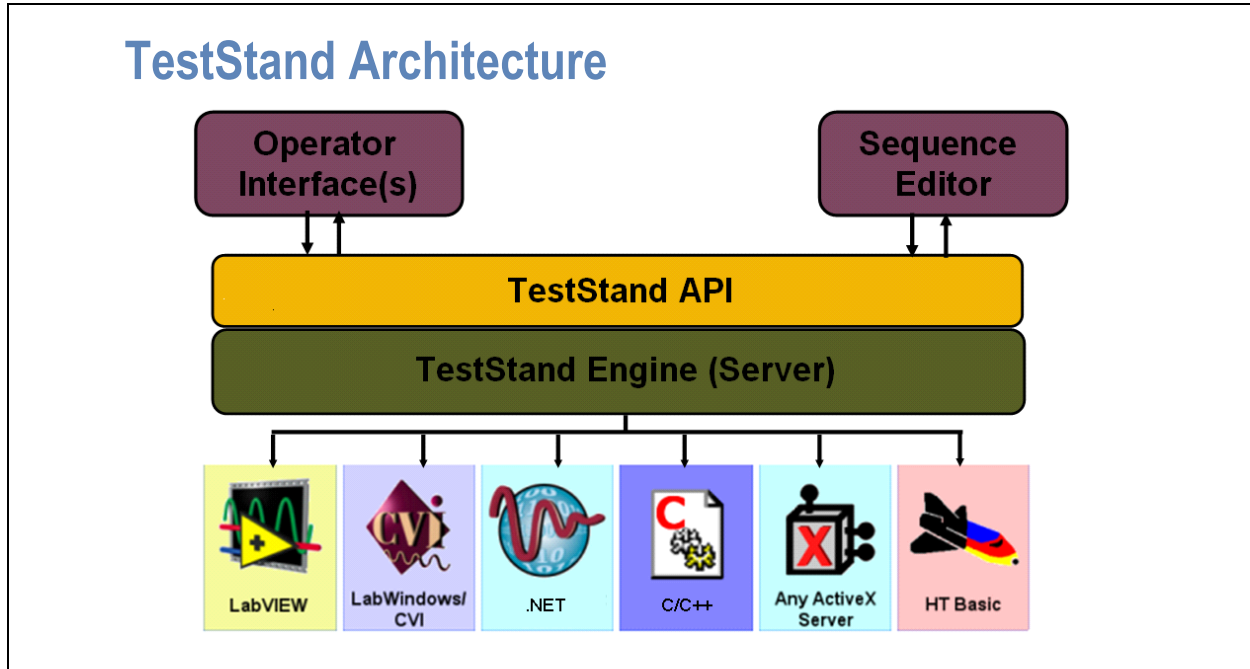 TestStand Architecture
Operator
Interface(s)
Sequence
Editor
TestStand API
TestStand Engine (Server)
CVI
C
X
LabVIEW
LabWindows/
CVI
.NET
C/C++
Any ActiveX
Server
HT Basic